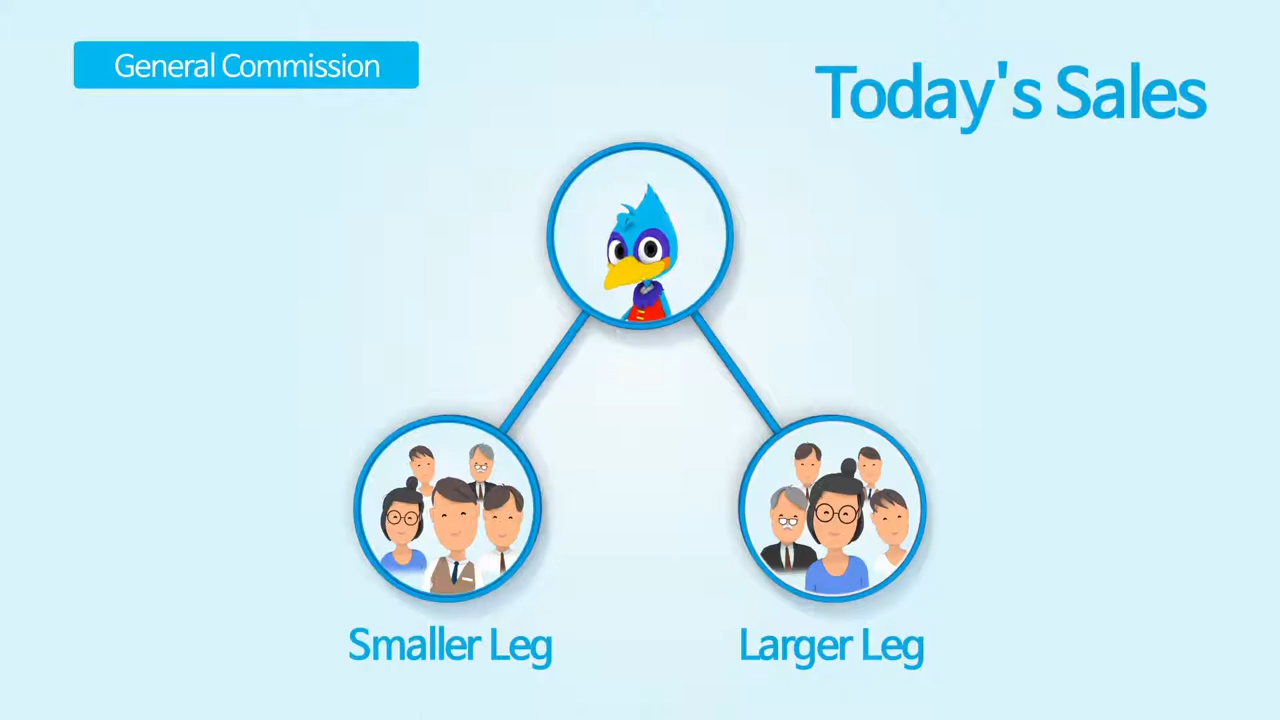 General Commission
Today's Sales
Smaller Leg
Larger Leg